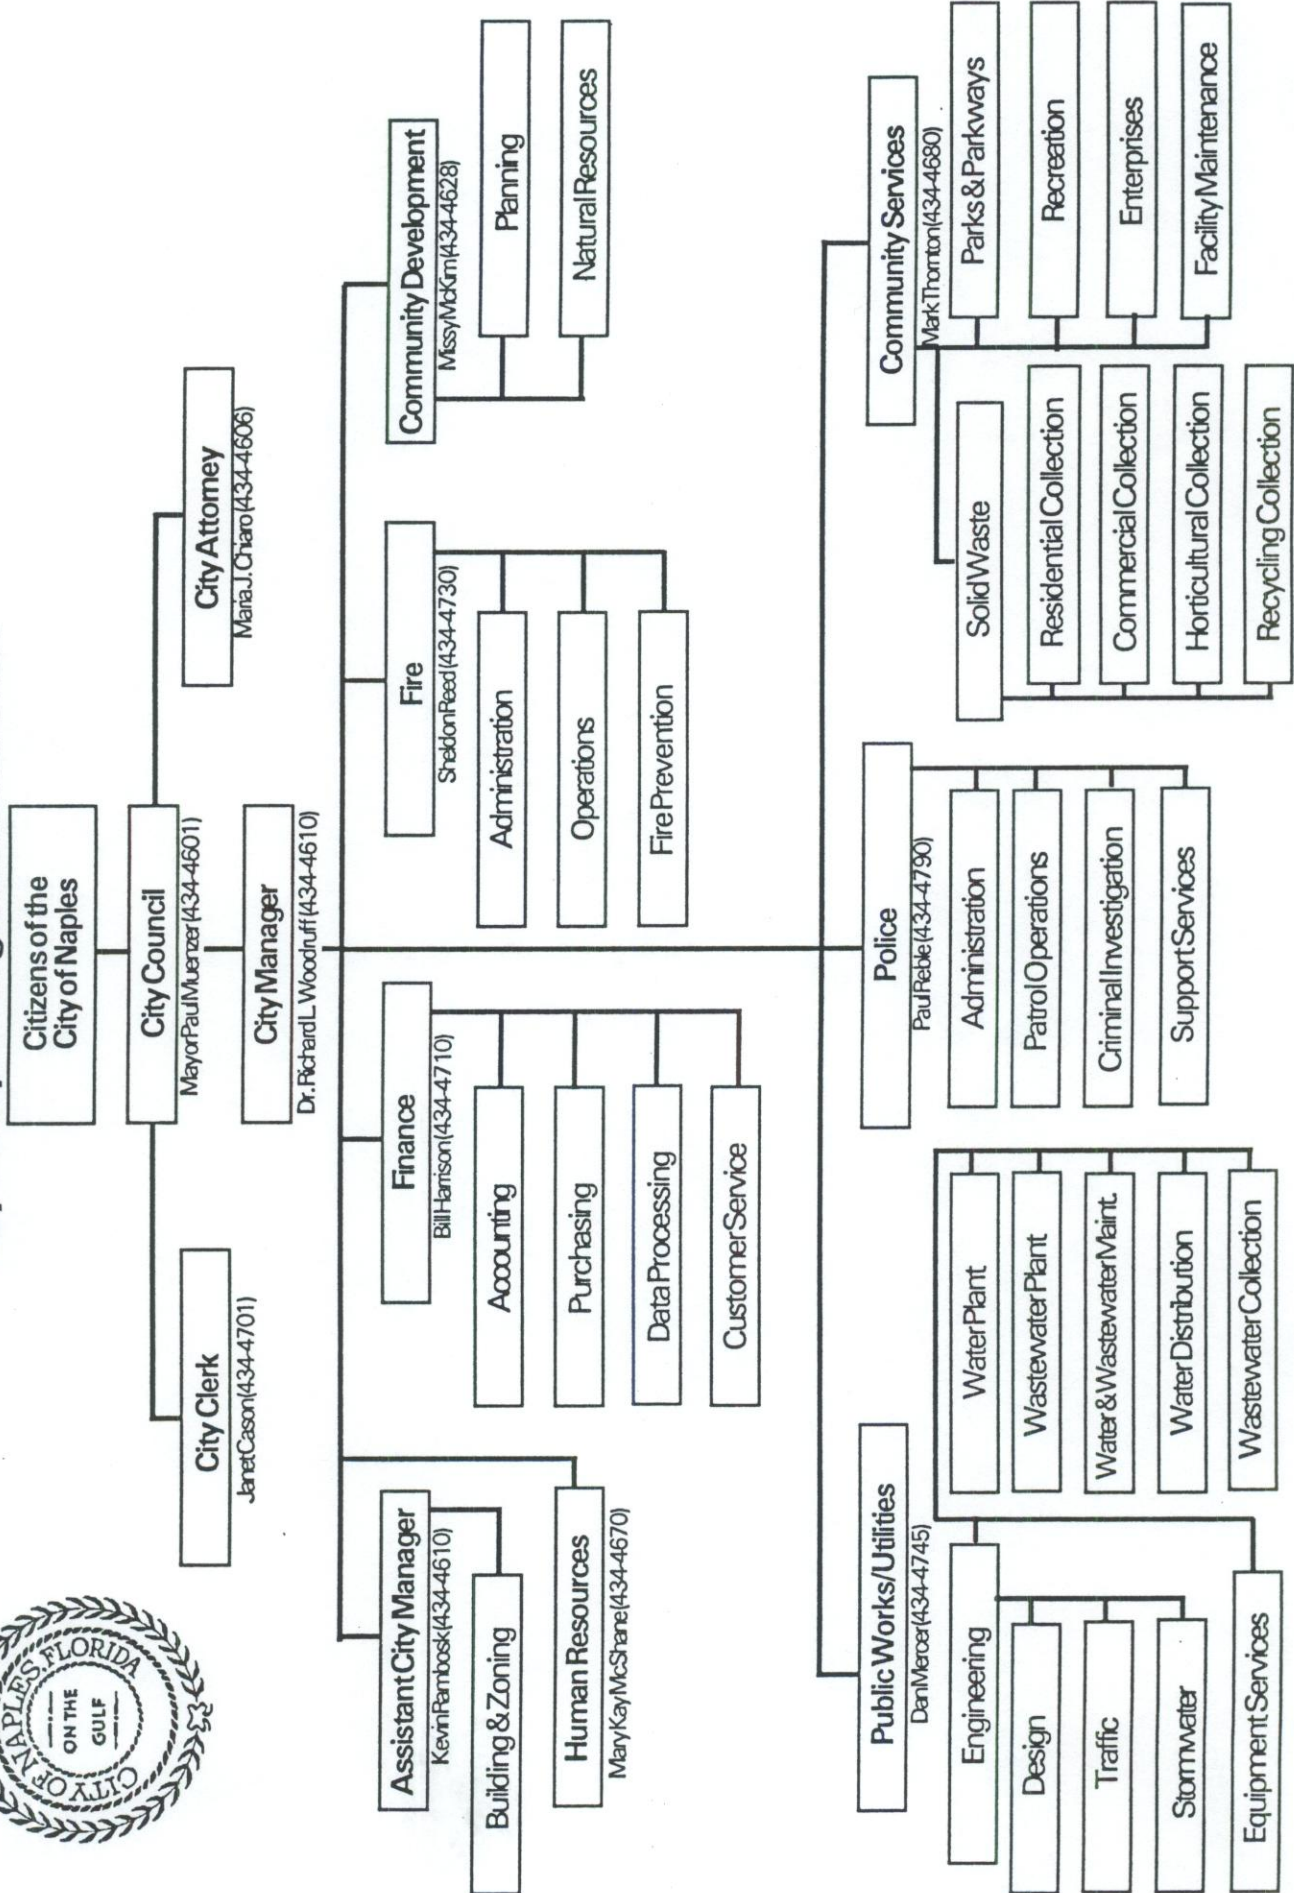 CITY OF NAPLES, FLORIDA
ON THE
GULF
Citizens of the
City of Naples
City Council
Mayor Paul Muenzer (434-4601)
City Clerk
Janet Cason (434-4701)
City Attorney
Maria J. Chiaro (434-4606)
City Manager
Dr. Richard L. Woodruff (434-4610)
Assistant City Manager
Kevin Rambosk (434-4610)
Building & Zoning
Human Resources
Mary Kay McShane (434-4670)
Finance
Bill Harrison (434-4710)
Accounting
Purchasing
Data Processing
Customer Service
Fire
Sheldon Reed (434-4730)
Administration
Operations
Fire Prevention
Community Development
Missy McKim (434-4628)
Planning
Natural Resources
Public Works/Utilities
Dan Mercer (434-4745)
Engineering
Design
Traffic
Stormwater
Equipment Services
Water Plant
Wastewater Plant
Water & Wastewater Maint.
Water Distribution
Wastewater Collection
Police
Paul Reble (434-4790)
Administration
Patrol Operations
Criminal Investigation
Support Services
Community Services
Mark Thornton (434-4680)
Solid Waste
Residential Collection
Commercial Collection
Horticultural Collection
Recycling Collection
Parks & Parkways
Recreation
Enterprises
Facility Maintenance